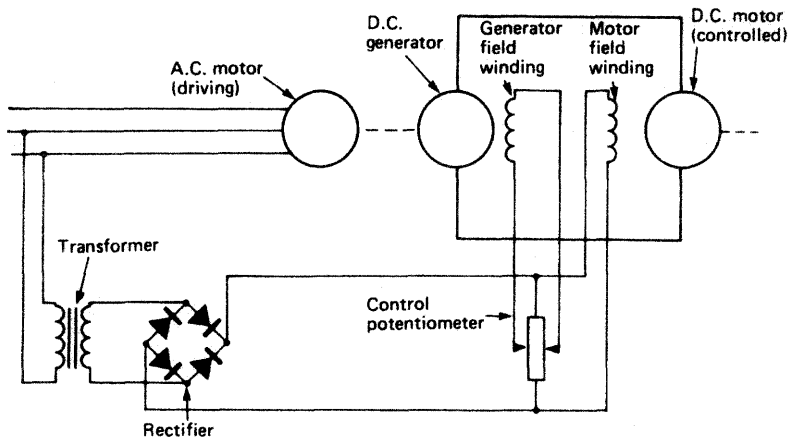 D.C.
generator
Generator
field
winding
Motor
field
winding
D.C. motor
(controlled)
A.C. motor
(driving)
Transformer
Control
potentiometer
Rectifier